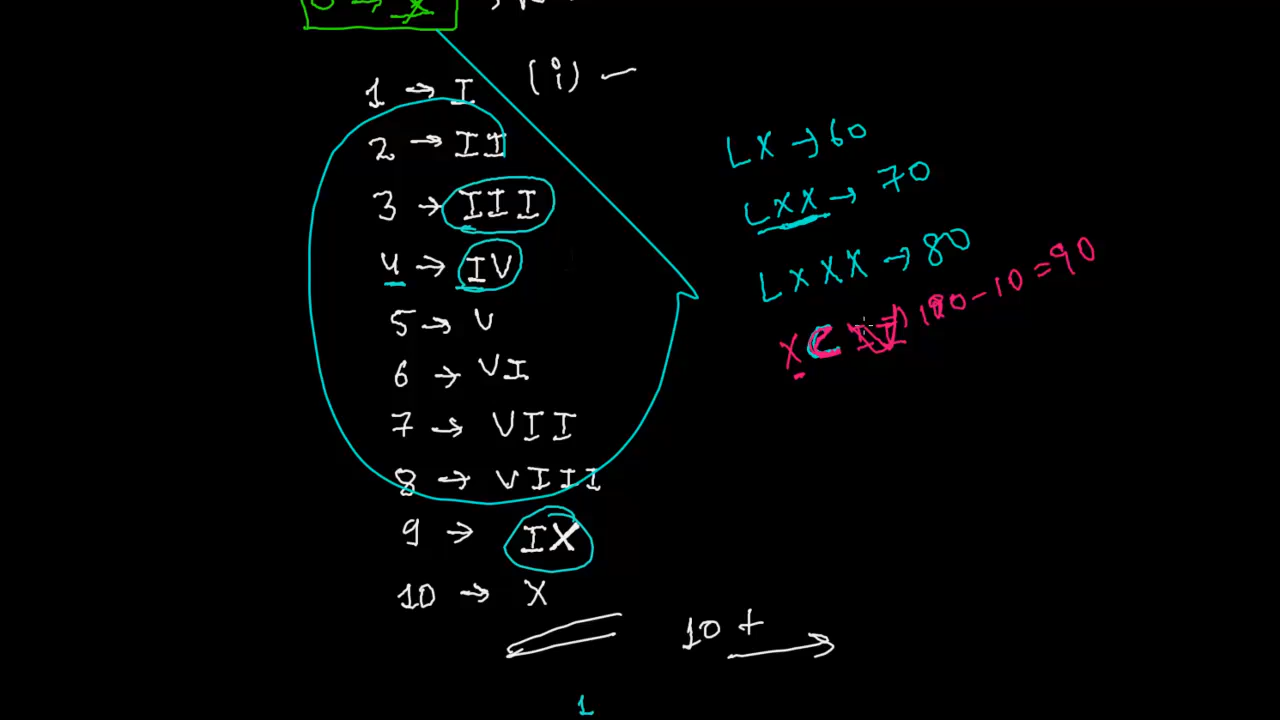 1 → I (i) –
2 → II
3 → III
4 → IV
5 → V
6 → VI
7 → VII
8 → VIII
9 → IX
10 → X
10 + →
1
LX → 60
LXX → 70
LXXX → 80
XC 100 - 10 = 90